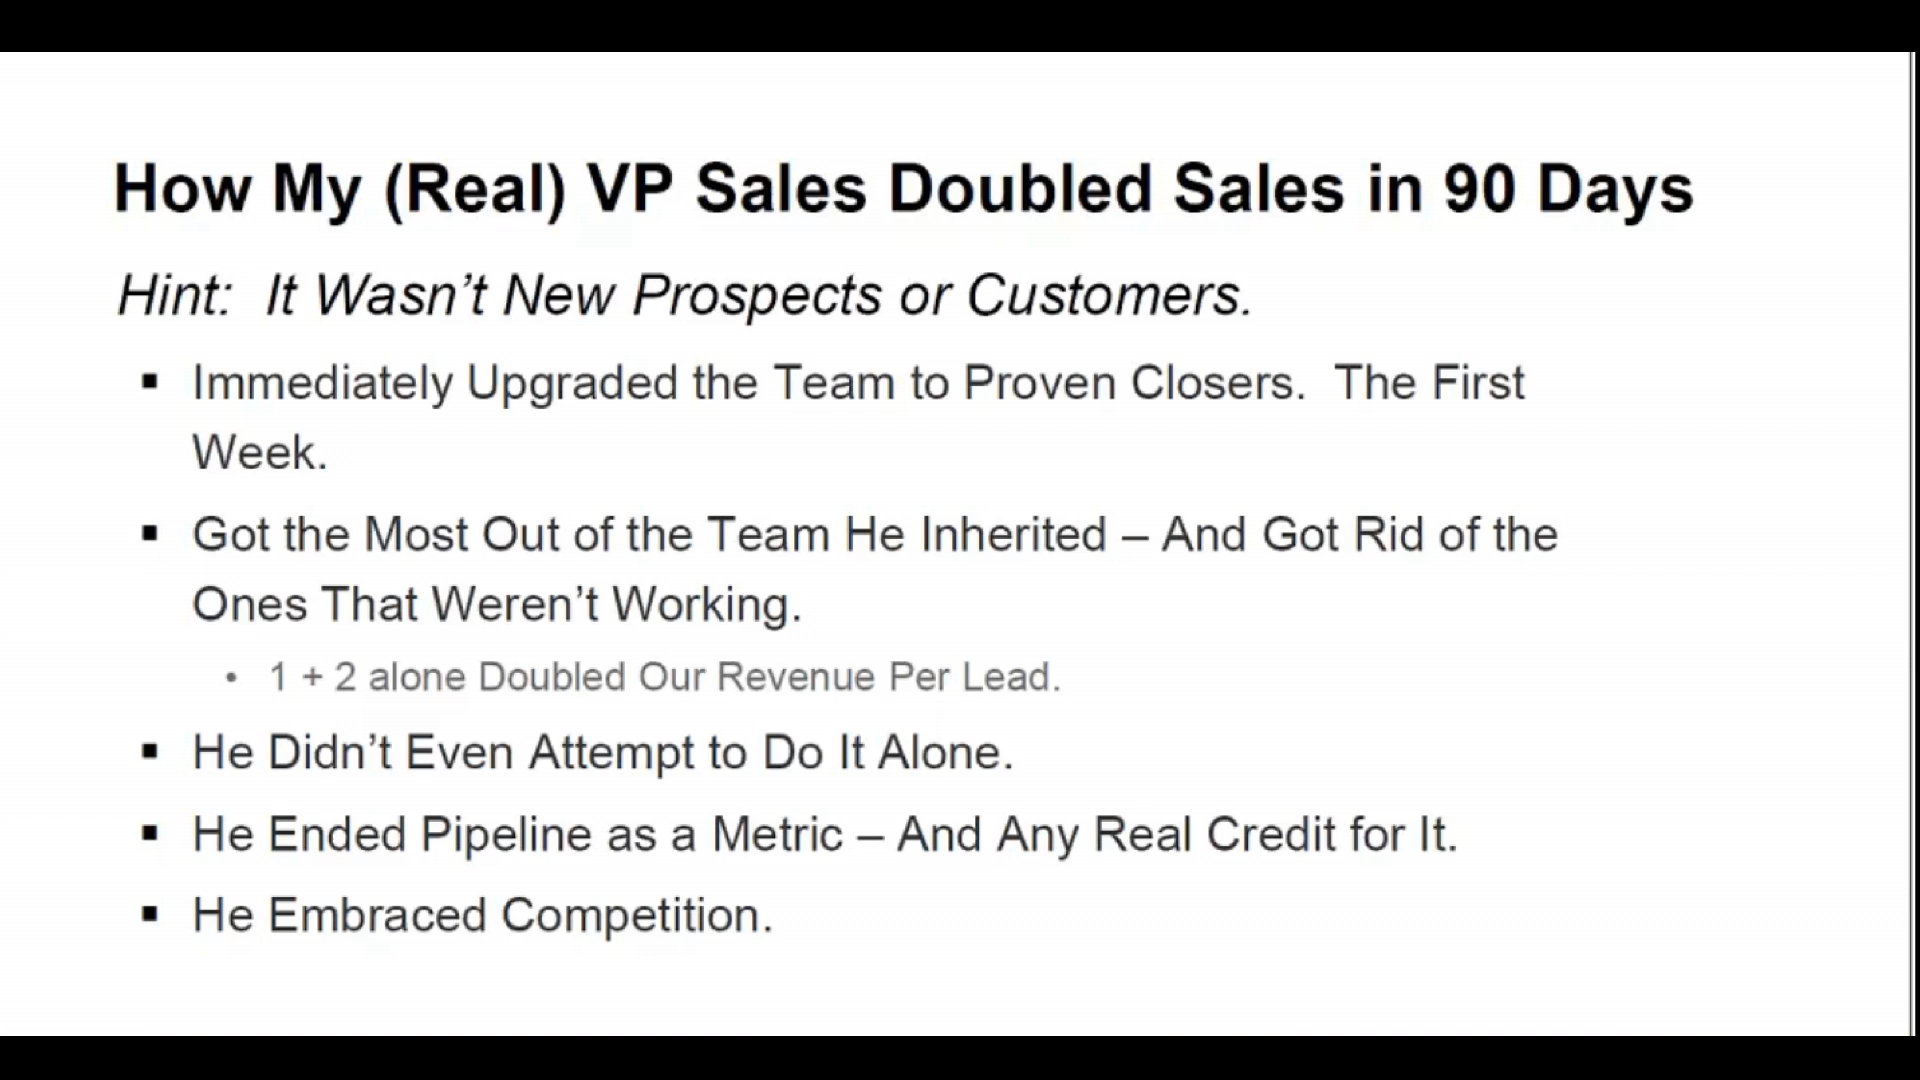 How My (Real) VP Sales Doubled Sales in 90 Days
Hint:  It Wasn’t New Prospects or Customers.
▪ Immediately Upgraded the Team to Proven Closers.  The First
Week.
▪ Got the Most Out of the Team He Inherited – And Got Rid of the
Ones That Weren’t Working.
• 1 + 2 alone Doubled Our Revenue Per Lead.
▪ He Didn’t Even Attempt to Do It Alone.
▪ He Ended Pipeline as a Metric – And Any Real Credit for It.
▪ He Embraced Competition.